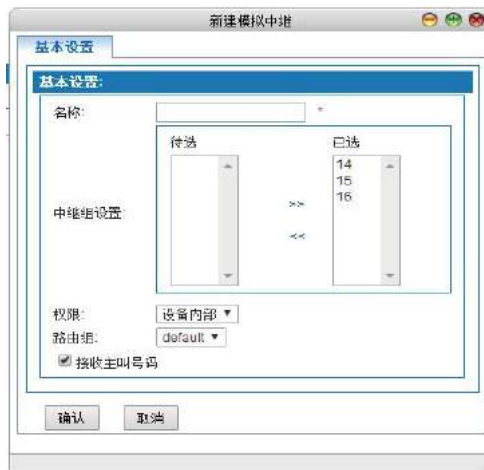 新建模拟中继
基本设置
基本设置:
名称: *
待选 已选
14
15
16
中继组设置:
>>
<<
权限: 设备内部
路由组: default
接收主叫号码
确认 取消